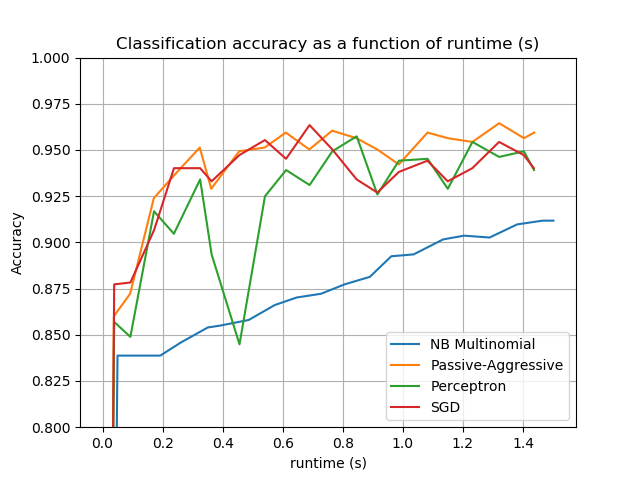 Classification accuracy as a function of runtime (s)
1.000
0.975
0.950
0.925
0.900
0.875
0.850
0.825
0.800
Accuracy
NB Multinomial
Passive-Aggressive
Perceptron
SGD
0.0 0.2 0.4 0.6 0.8 1.0 1.2 1.4
runtime (s)